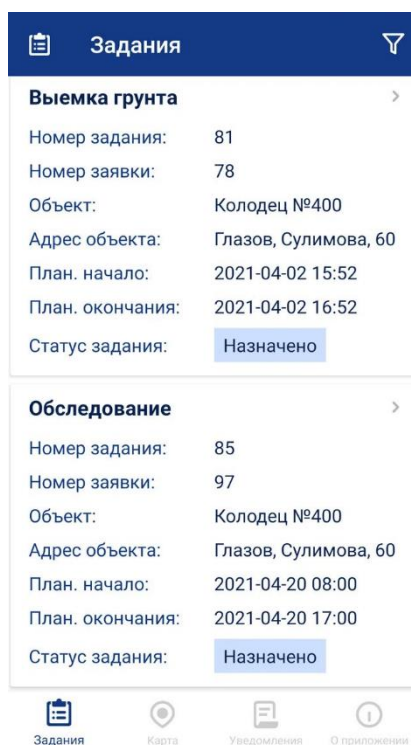 Задания
Выемка грунта
Номер задания: 81
Номер заявки: 78
Объект: Колодец №400
Адрес объекта: Глазов, Сулимова, 60
План. начало: 2021-04-02 15:52
План. окончания: 2021-04-02 16:52
Статус задания: Назначено
Обследование
Номер задания: 85
Номер заявки: 97
Объект: Колодец №400
Адрес объекта: Глазов, Сулимова, 60
План. начало: 2021-04-20 08:00
План. окончания: 2021-04-20 17:00
Статус задания: Назначено
Задания Карта Уведомления О приложении